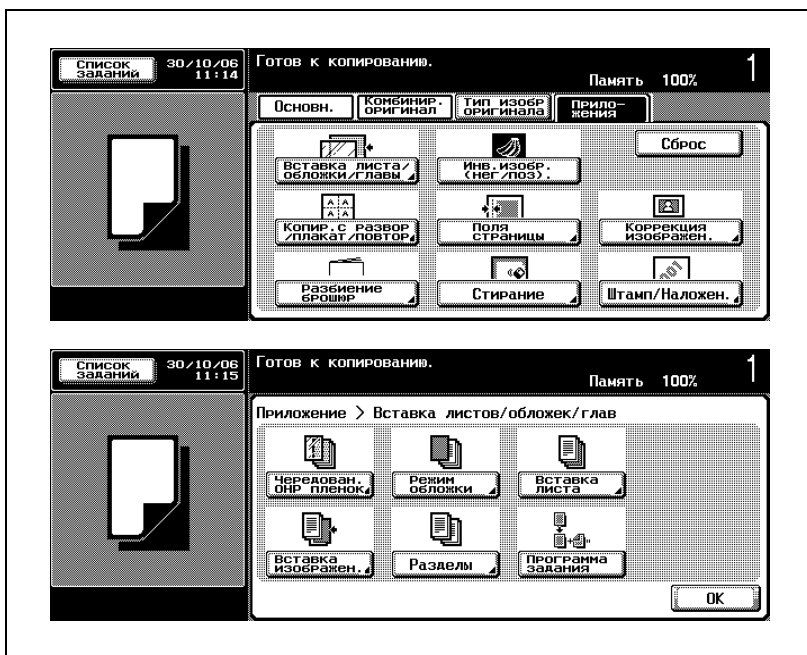 Список
заданий
30/10/06
11:14
Готов к копированию.
Память 100%
1
Основн.
Комбинир.
оригинал
Тип изобр
оригинала
Прило-
жения
Вставка листа/
обложки/главы
Инв.изобр.
(нег/поз).
Сброс
A A
A A
Копир.с развор
/плакат/повтор
Поля
страницы
Коррекция
изображен.
001
Разбиение
брошюр
Стирание
Штамп/Наложен.
Список
заданий
30/10/06
11:15
Готов к копированию.
Память 100%
1
Приложение > Вставка листов/обложек/глав
Чередован.
OHP пленок
Режим
обложки
Вставка
листа
Вставка
изображен.
Разделы
Программа
задания
OK